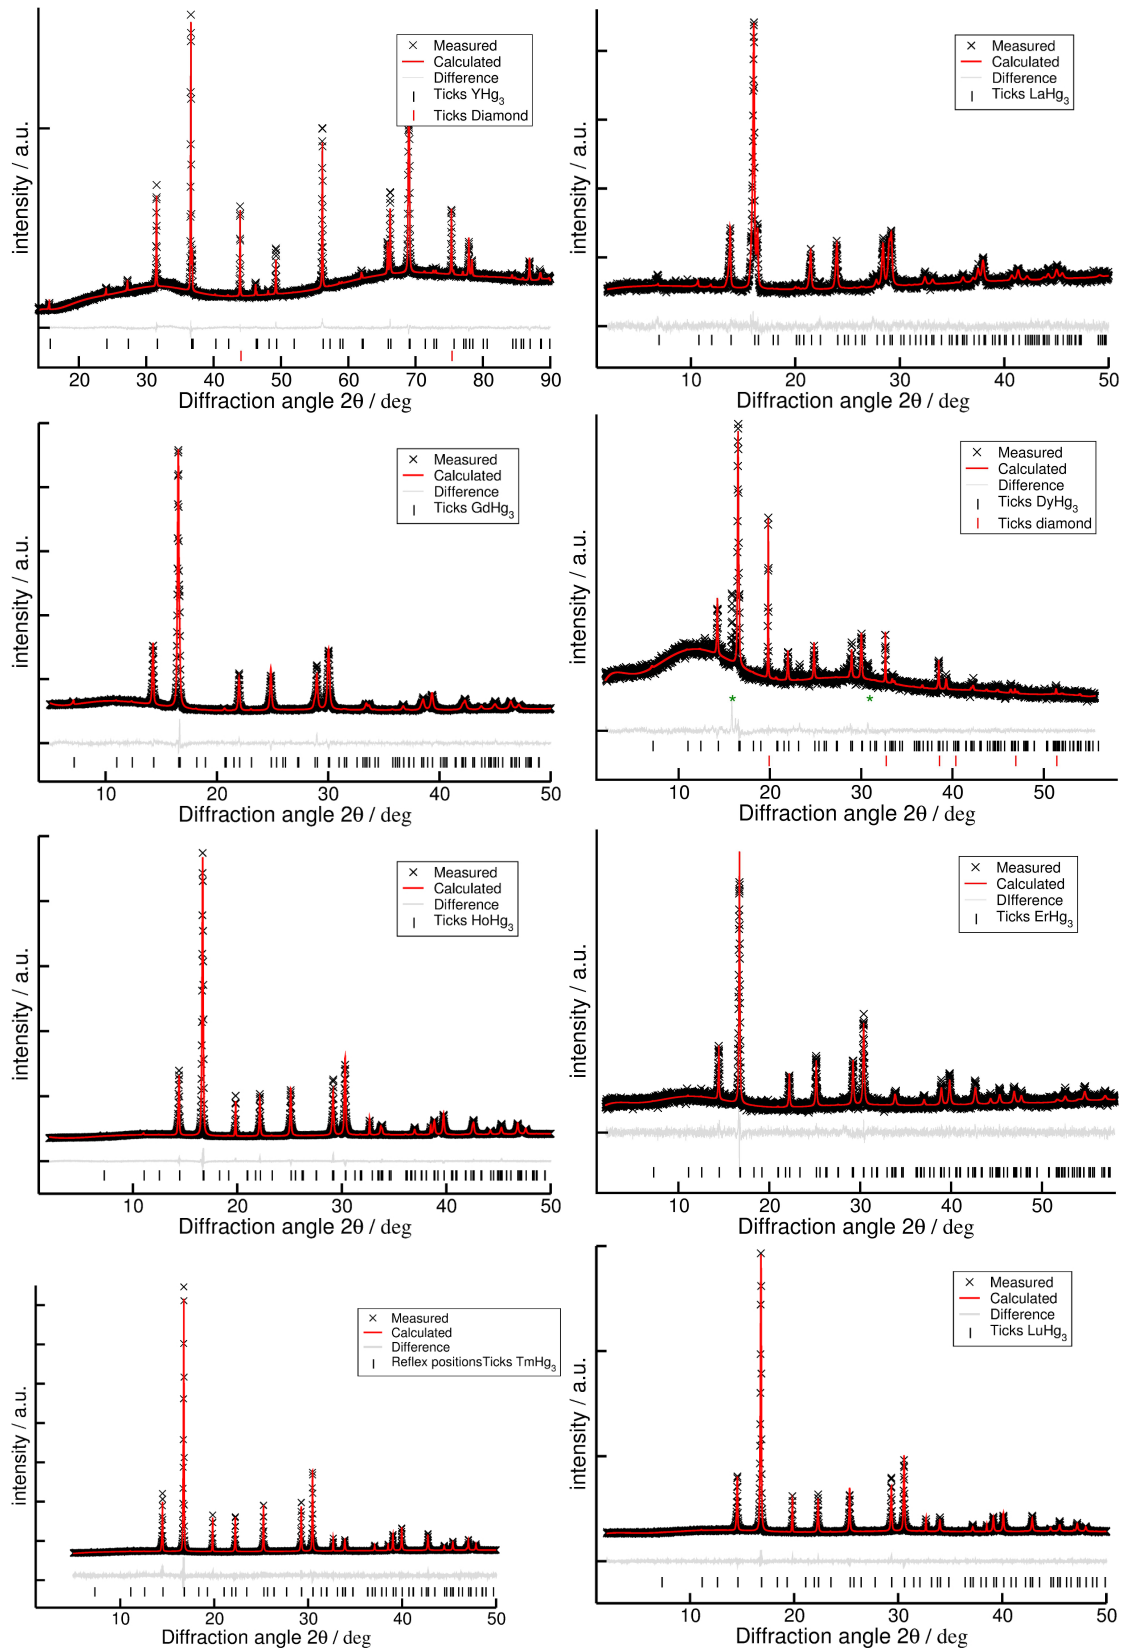 intensity / a.u.
Measured
Calculated
Difference
Ticks YHg3
Ticks Diamond
20 30 40 50 60 70 80 90
Diffraction angle 2θ / deg
intensity / a.u.
Measured
Calculated
Difference
Ticks LaHg3
10 20 30 40 50
Diffraction angle 2θ / deg
intensity / a.u.
Measured
Calculated
Difference
Ticks GdHg3
10 20 30 40 50
Diffraction angle 2θ / deg
intensity / a.u.
Measured
Calculated
Difference
Ticks DyHg3
Ticks diamond
* *
10 20 30 40 50
Diffraction angle 2θ / deg
intensity / a.u.
Measured
Calculated
Difference
Ticks HoHg3
10 20 30 40 50
Diffraction angle 2θ / deg
intensity / a.u.
Measured
Calculated
DIfference
Ticks ErHg3
10 20 30 40 50
Diffraction angle 2θ / deg
intensity / a.u.
Measured
Calculated
Difference
Reflex positionsTicks TmHg3
10 20 30 40 50
Diffraction angle 2θ / deg
intensity / a.u.
Measured
Calculated
Difference
Ticks LuHg3
10 20 30 40 50
Diffraction angle 2θ / deg